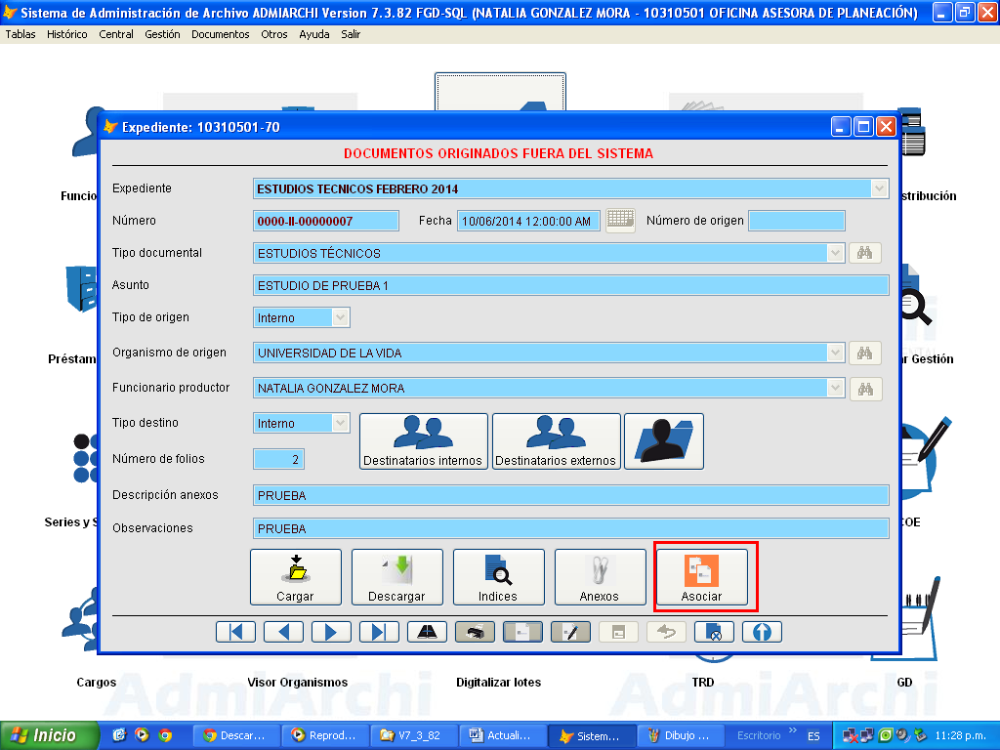 Sistema de Administración de Archivo ADMIARCHI Version 7.3.82 FGD-SQL (NATALIA GONZALEZ MORA - 10310501 OFICINA ASESORA DE PLANEACIÓN)
Tablas Histórico Central Gestión Documentos Otros Ayuda Salir
Expediente: 10310501-70
DOCUMENTOS ORIGINADOS FUERA DEL SISTEMA
Expediente ESTUDIOS TECNICOS FEBRERO 2014
Funcio
stribución
Número 0000-II-00000007 Fecha 10/06/2014 12:00:00 AM Número de origen
Tipo documental ESTUDIOS TÉCNICOS
Asunto ESTUDIO DE PRUEBA 1
Tipo de origen Interno
Organismo de origen UNIVERSIDAD DE LA VIDA
Préstam
ar Gestión
Funcionario productor NATALIA GONZALEZ MORA
Tipo destino Interno
Destinatarios internos Destinatarios externos
Número de folios 2
Descripción anexos PRUEBA
Series y S
COE
Observaciones PRUEBA
Cargar Descargar Indices Anexos Asociar
Cargos Visor Organismos Digitalizar lotes TRD GD
AdmiArchi AdmiArchi
Inicio Descar... Reprod... V7_3_82 Actuali... Sistem... Dibujo ... Escritorio » ES 11:28 p.m.